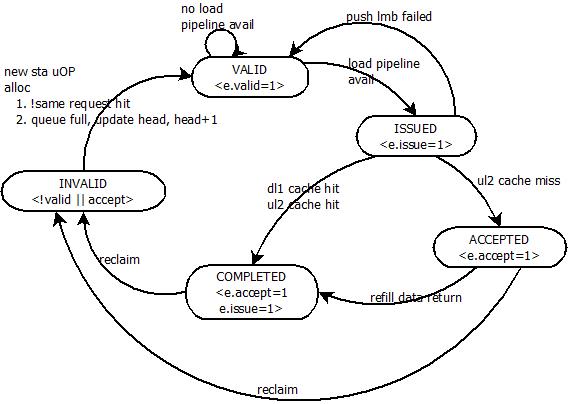 no load
pipeline avail
push lmb failed
new sta uOP
alloc
1. !same request hit
2. queue full, update head, head+1
VALID
<e.valid=1>
load pipeline
avail
ISSUED
<e.issue=1>
INVALID
<!valid || accept>
dl1 cache hit
ul2 cache hit
ul2 cache miss
ACCEPTED
<e.accept=1>
reclaim
COMPLETED
<e.accept=1
e.issue=1>
refill data return
reclaim